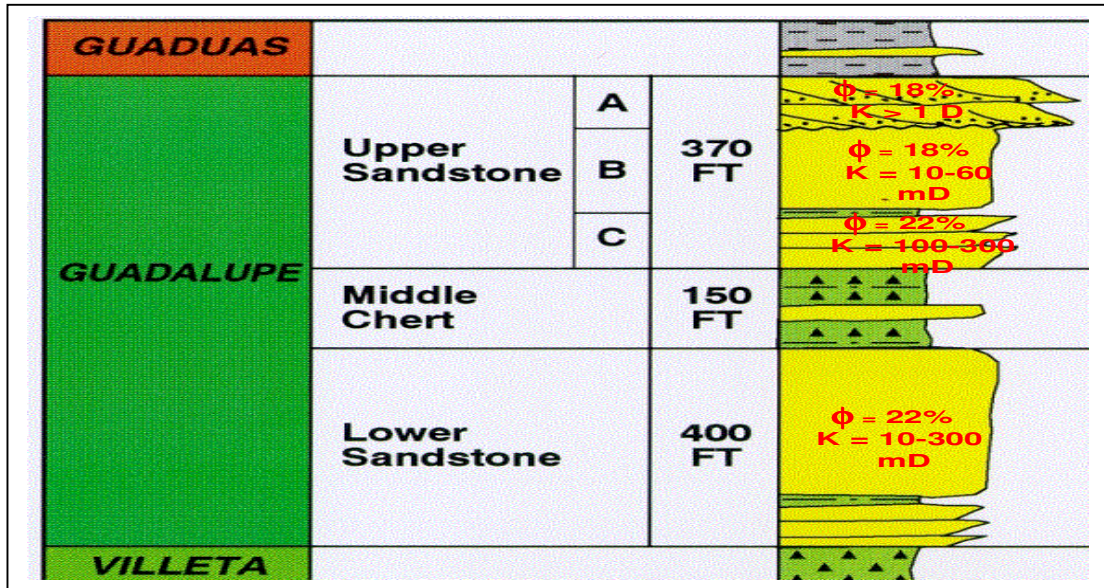 GUADUAS
GUADALUPE
VILLETA
Upper
Sandstone
A
B
C
370
FT
Middle
Chert
150
FT
Lower
Sandstone
400
FT
ϕ = 18%
K > 1 D
ϕ = 18%
K = 10-60
mD
ϕ = 22%
K = 100-300
mD
ϕ = 22%
K = 10-300
mD